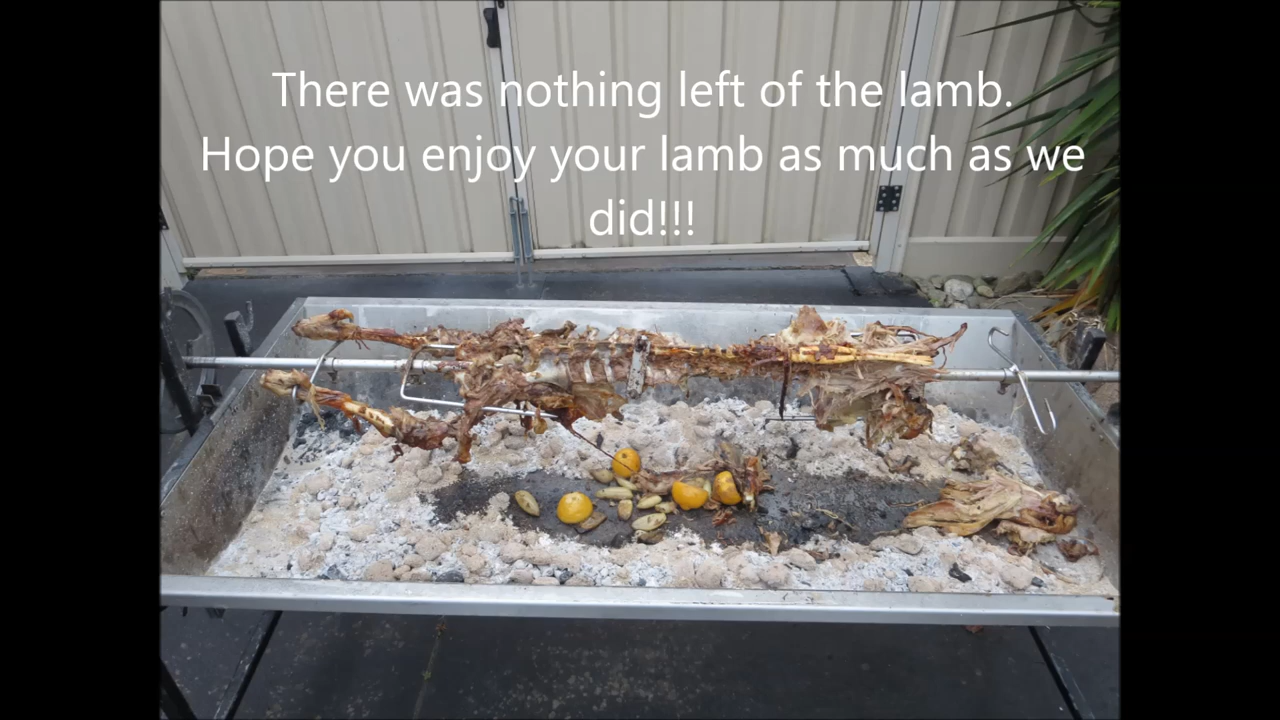 There was nothing left of the lamb.
Hope you enjoy your lamb as much as we
did!!!